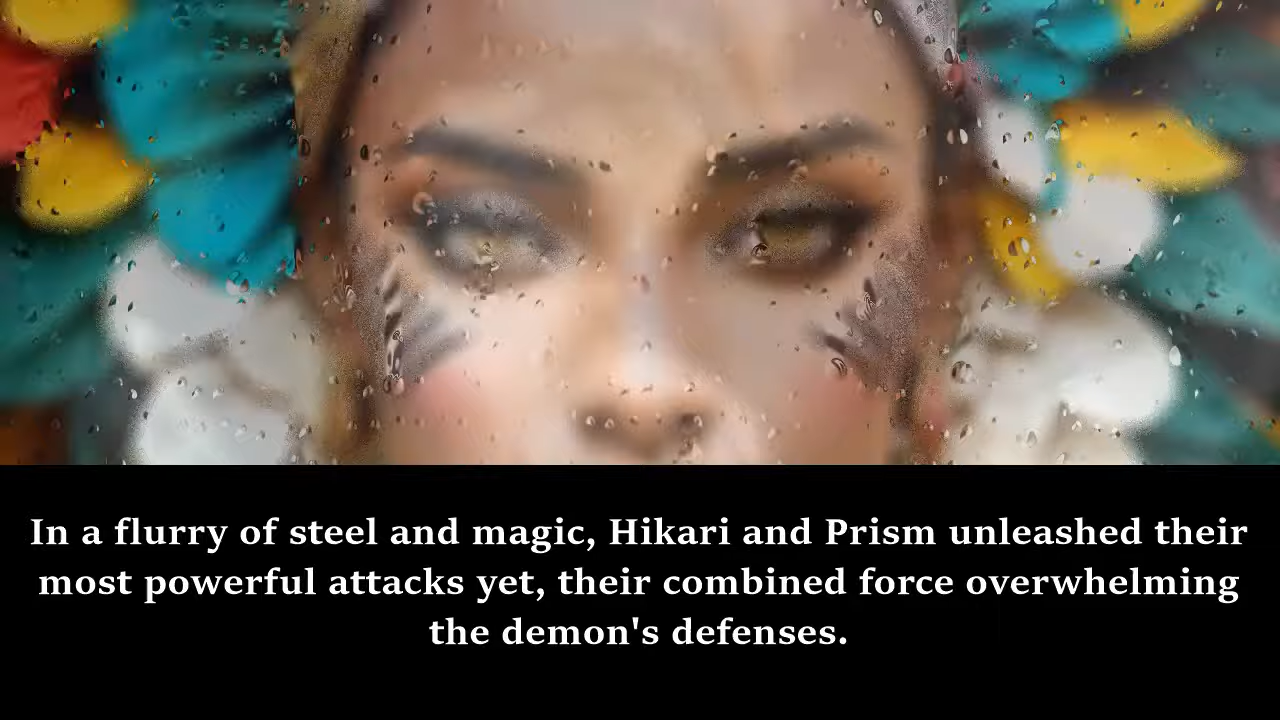 In a flurry of steel and magic, Hikari and Prism unleashed their
most powerful attacks yet, their combined force overwhelming
the demon's defenses.